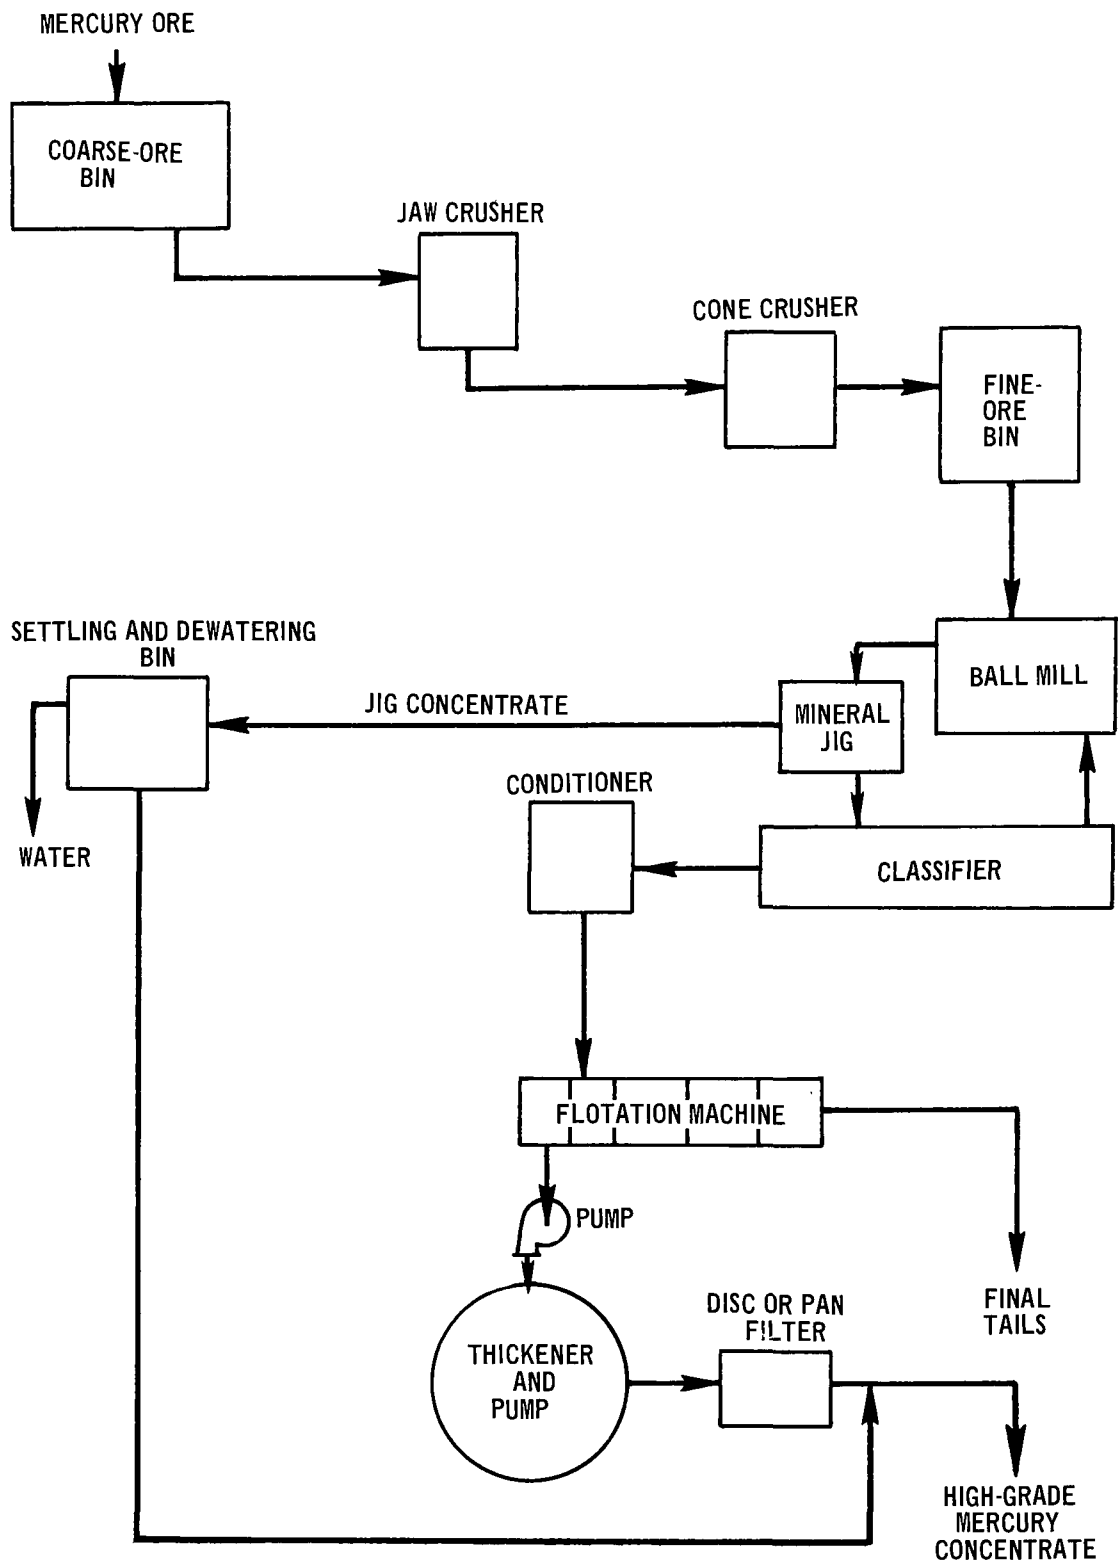 MERCURY ORE
COARSE-ORE
BIN
JAW CRUSHER
CONE CRUSHER
FINE-
ORE
BIN
SETTLING AND DEWATERING
BIN
BALL MILL
JIG CONCENTRATE
MINERAL
JIG
CONDITIONER
WATER
CLASSIFIER
FLOTATION MACHINE
PUMP
FINAL
TAILS
DISC OR PAN
FILTER
THICKENER
AND
PUMP
HIGH-GRADE
MERCURY
CONCENTRATE